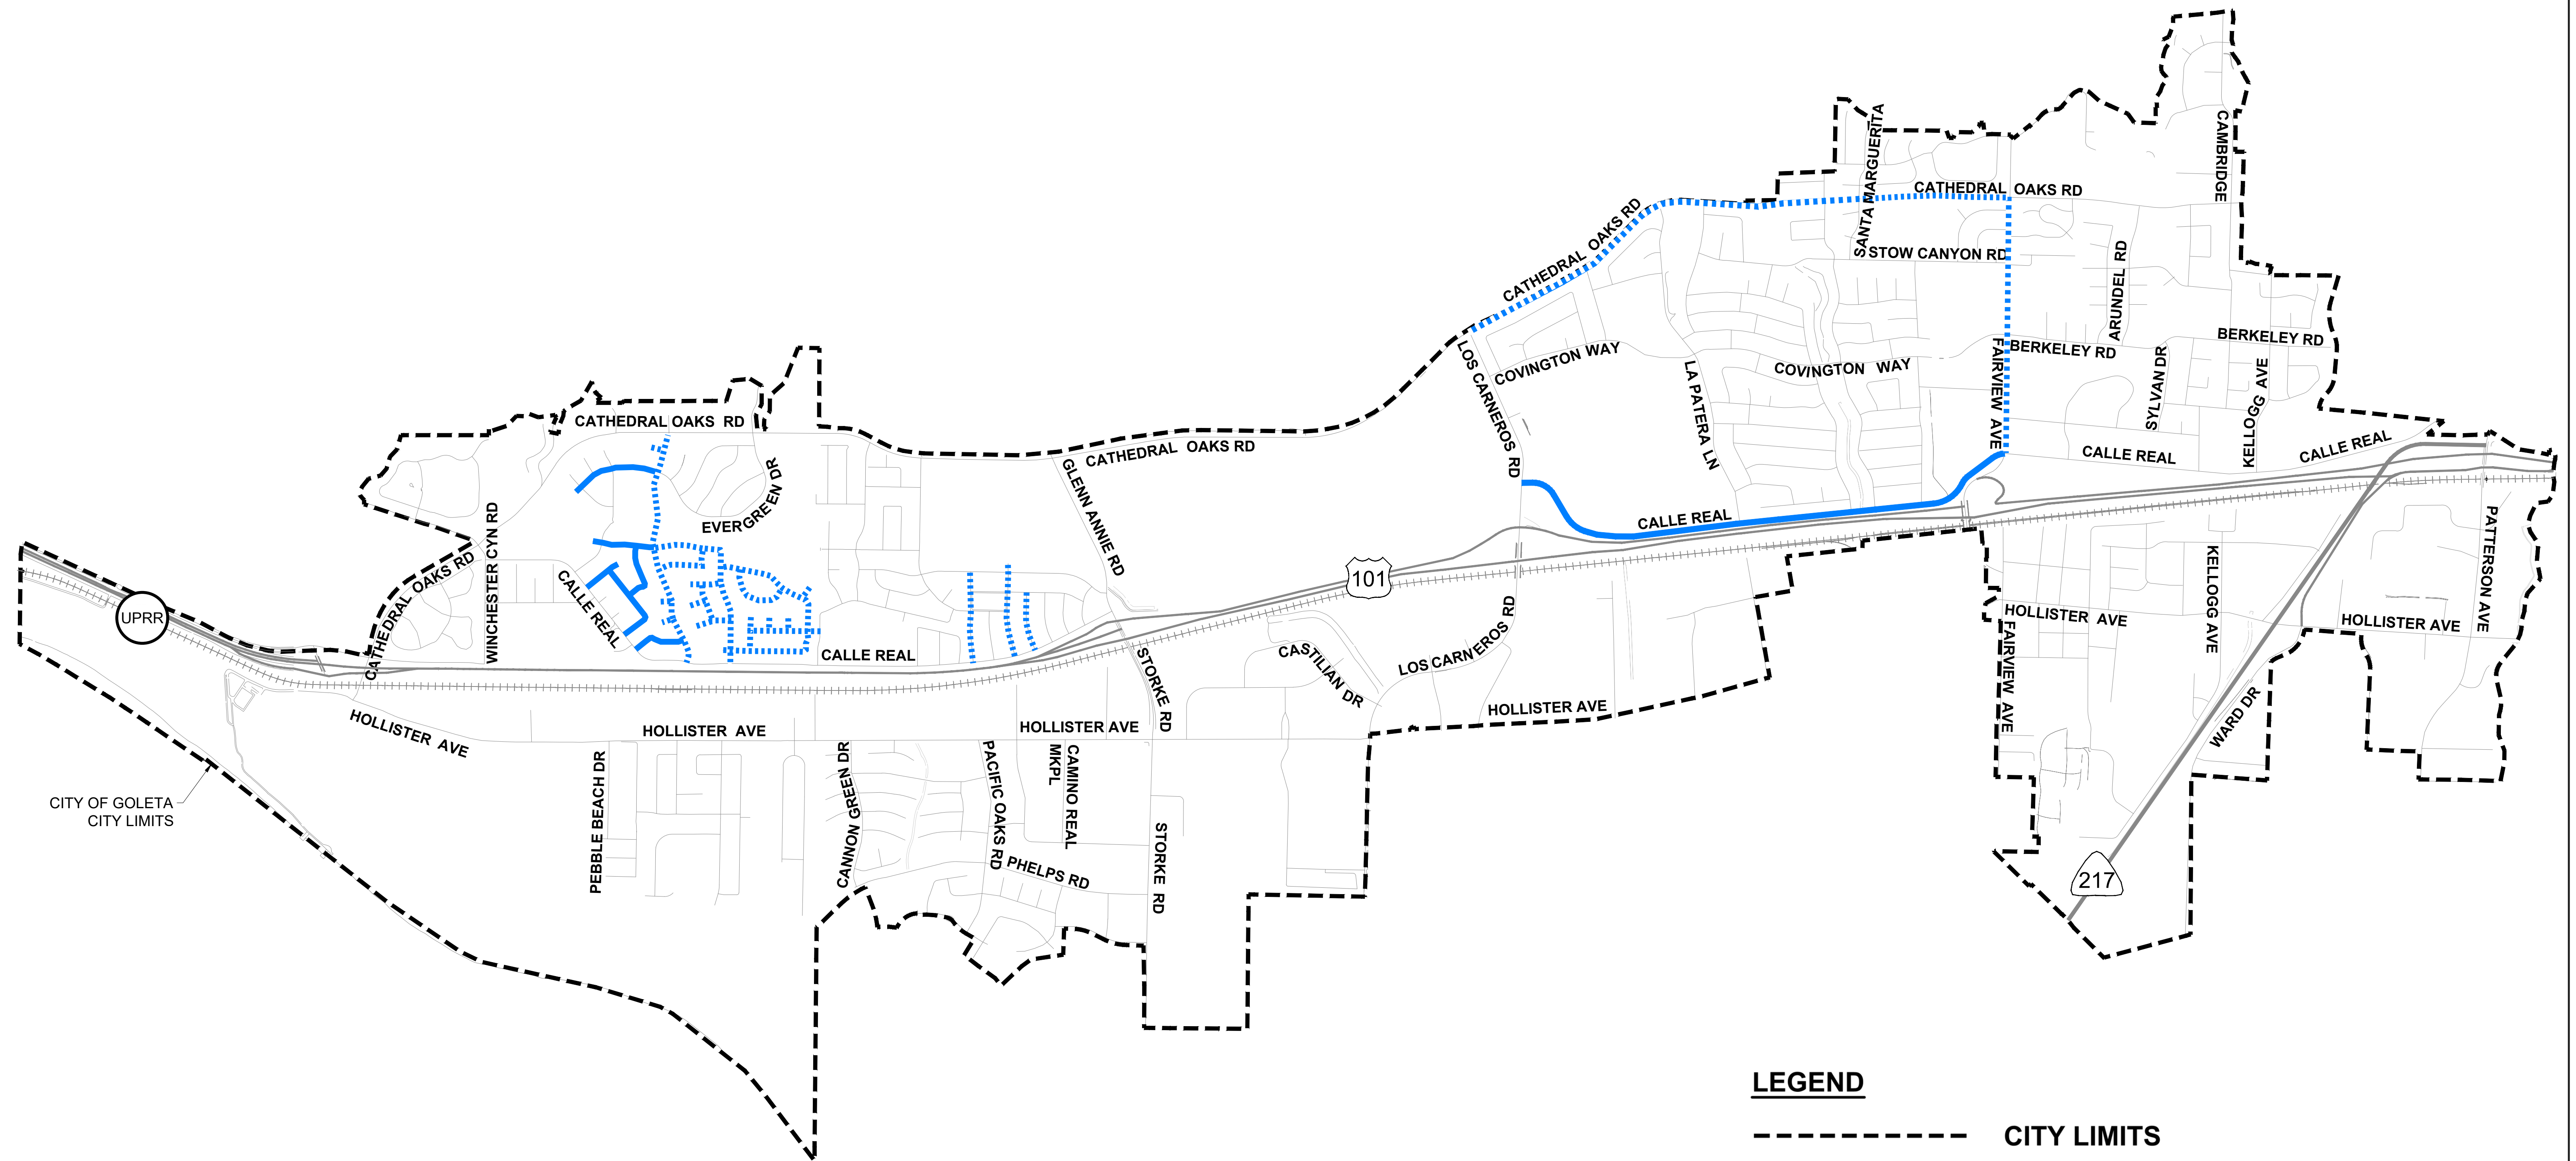 CAMBRIDGE
SANTA MARGUERITA
CATHEDRAL OAKS RD
CATHEDRAL OAKS RD
STOW CANYON RD
ARUNDEL RD
BERKELEY RD
BERKELEY RD
FAIRVIEW AVE
SYLVAN DR
KELLOGG AVE
LOS CARNEROS RD
COVINGTON WAY
COVINGTON WAY
LA PATERA LN
CALLE REAL
CALLE REAL
CALLE REAL
CATHEDRAL OAKS RD
CATHEDRAL OAKS RD
GLENN ANNIE RD
EVERGREEN DR
WINCHESTER CYN RD
CATHEDRAL OAKS RD
CALLE REAL
CALLE REAL
UPRR
101
PATTERSON AVE
KELLOGG AVE
HOLLISTER AVE
HOLLISTER AVE
FAIRVIEW AVE
WARD DR
217
LOS CARNEROS RD
CASTILIAN DR
HOLLISTER AVE
STORKE RD
HOLLISTER AVE
HOLLISTER AVE
HOLLISTER AVE
PEBBLE BEACH DR
CANNON GREEN DR
PACIFIC OAKS RD
CAMINO REAL
MKPL
PHELPS RD
STORKE RD
CITY OF GOLETA
CITY LIMITS
LEGEND
CITY LIMITS